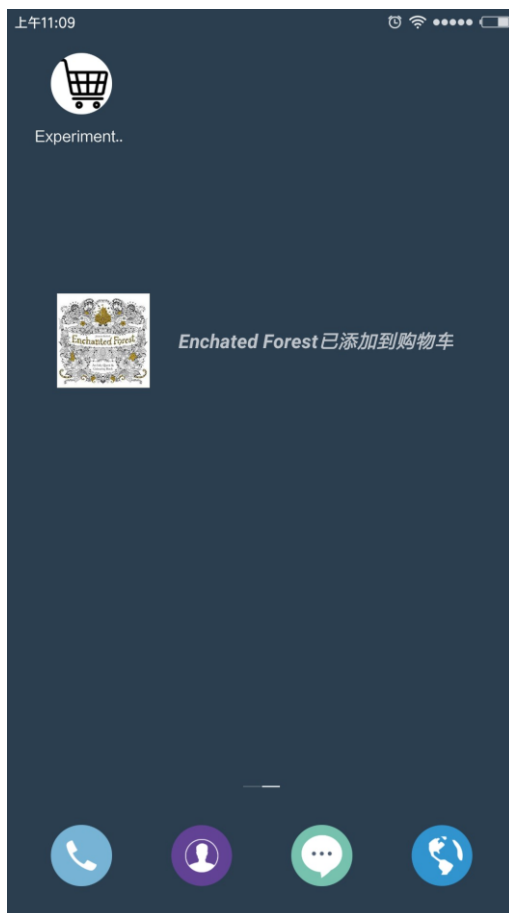 上午11:09
Experiment..
Enchanted Forest
Enchated Forest已添加到购物车